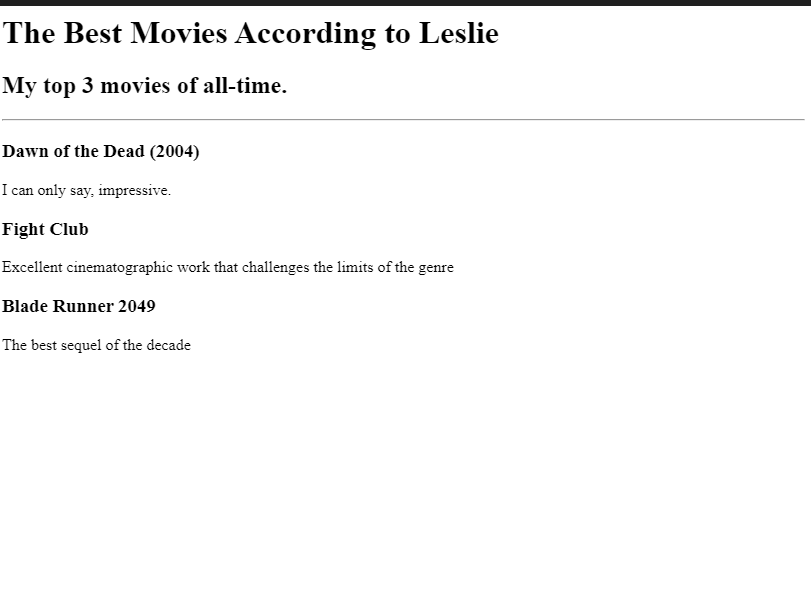 The Best Movies According to Leslie
My top 3 movies of all-time.
Dawn of the Dead (2004)
I can only say, impressive.
Fight Club
Excellent cinematographic work that challenges the limits of the genre
Blade Runner 2049
The best sequel of the decade